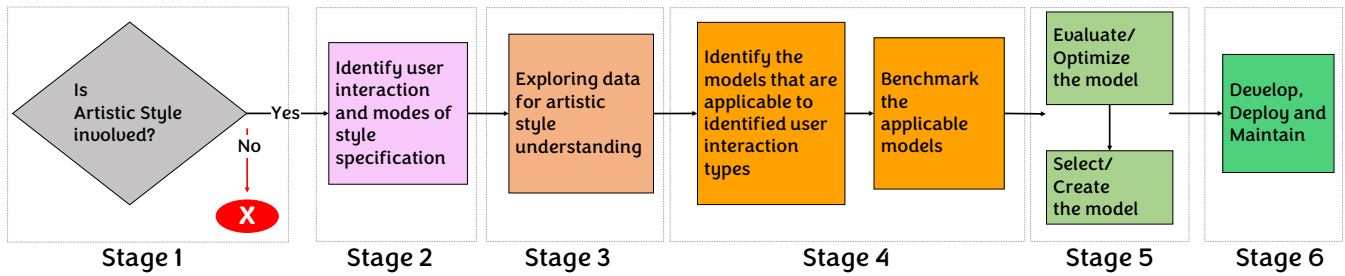 Is
Artistic Style
involved?
Yes
No
X
Stage 1
Identify user
interaction
and modes of
style
specification
Stage 2
Exploring data
for artistic
style
understanding
Stage 3
Identify the
models that are
applicable to
identified user
interaction
types
Benchmark
the
applicable
models
Stage 4
Evaluate/
Optimize
the model
Select/
Create
the model
Stage 5
Develop,
Deploy and
Maintain
Stage 6